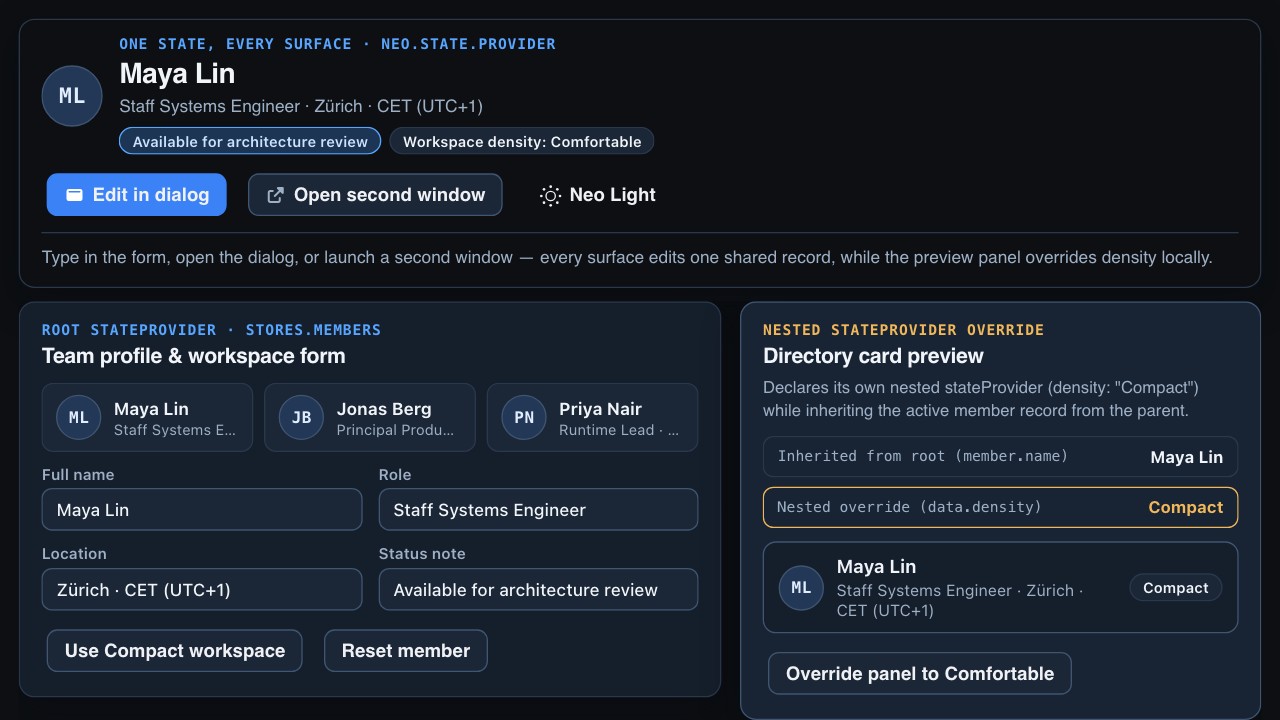 ONE STATE, EVERY SURFACE · NEO.STATE.PROVIDER
ML
Maya Lin
Staff Systems Engineer · Zürich · CET (UTC+1)
Available for architecture review
Workspace density: Comfortable
Edit in dialog
Open second window
Neo Light
Type in the form, open the dialog, or launch a second window — every surface edits one shared record, while the preview panel overrides density locally.
ROOT STATEPROVIDER · STORES.MEMBERS
Team profile & workspace form
ML
Maya Lin
Staff Systems E...
JB
Jonas Berg
Principal Produ...
PN
Priya Nair
Runtime Lead · ...
Full name
Role
Maya Lin
Staff Systems Engineer
Location
Status note
Zürich · CET (UTC+1)
Available for architecture review
Use Compact workspace
Reset member
NESTED STATEPROVIDER OVERRIDE
Directory card preview
Declares its own nested stateProvider (density: "Compact")
while inheriting the active member record from the parent.
Inherited from root (member.name)
Maya Lin
Nested override (data.density)
Compact
ML
Maya Lin
Staff Systems Engineer · Zürich ·
CET (UTC+1)
Compact
Override panel to Comfortable